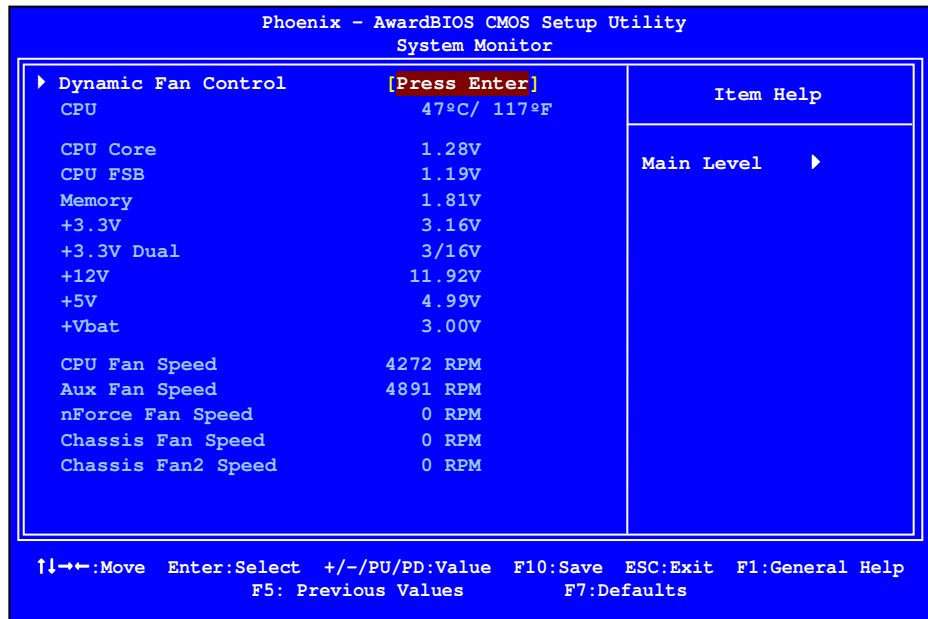 Phoenix – AwardBIOS CMOS Setup Utility
System Monitor
Dynamic Fan Control [Press Enter]
CPU 47ºC/ 117ºF
CPU Core 1.28V
CPU FSB 1.19V
Memory 1.81V
+3.3V 3.16V
+3.3V Dual 3/16V
+12V 11.92V
+5V 4.99V
+Vbat 3.00V
CPU Fan Speed 4272 RPM
Aux Fan Speed 4891 RPM
nForce Fan Speed 0 RPM
Chassis Fan Speed 0 RPM
Chassis Fan2 Speed 0 RPM
Item Help
Main Level
↑↓→←:Move Enter:Select +/-/PU/PD:Value F10:Save ESC:Exit F1:General Help
F5: Previous Values F7:Defaults